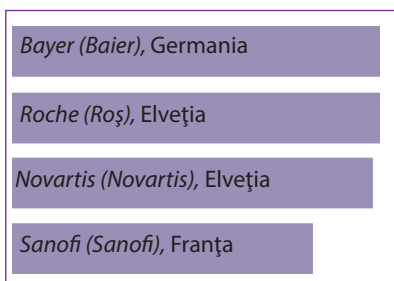 Bayer (Baier), Germania
Roche (Roş), Elveţia
Novartis (Novartis), Elveţia
Sanofi (Sanofi), Franţa